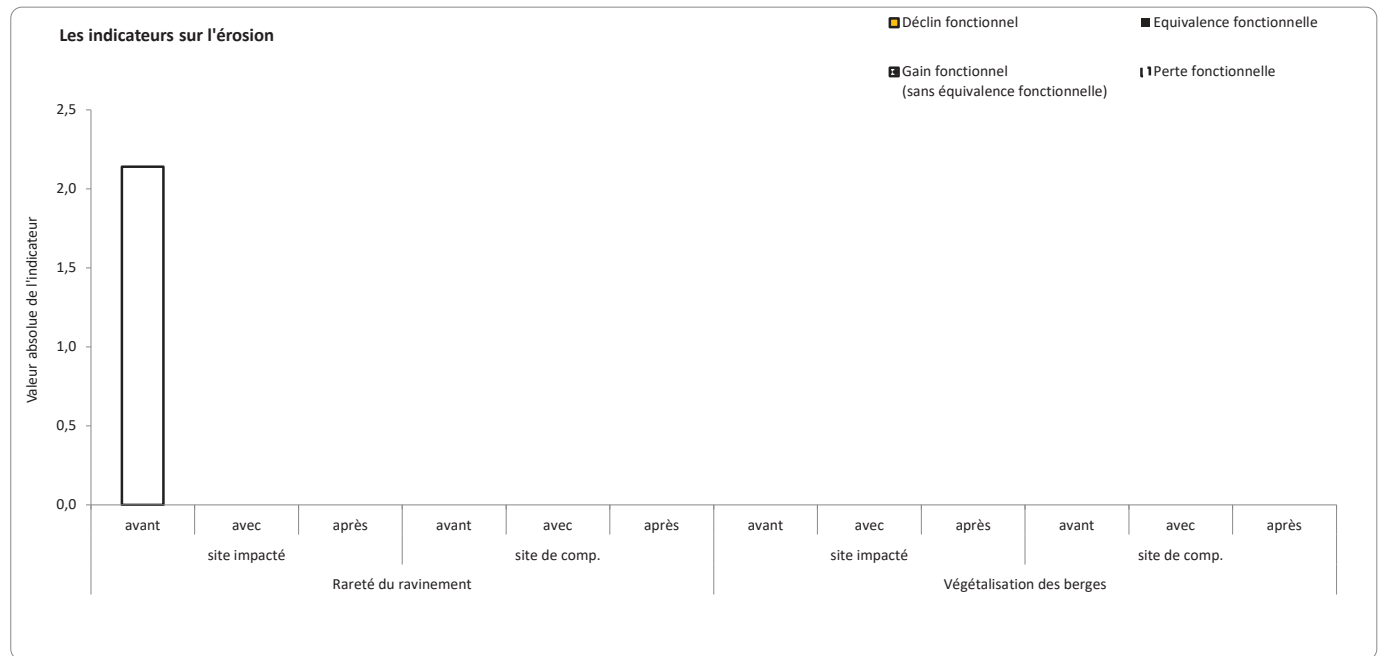 Les indicateurs sur l'érosion
Déclin fonctionnel
Equivalence fonctionnelle
Gain fonctionnel
(sans équivalence fonctionnelle)
Perte fonctionnelle
Valeur absolue de l'indicateur
2,5
2,0
1,5
1,0
0,5
0,0
avant avec après avant avec après avant avec après avant avec après
site impacté site de comp. site impacté site de comp.
Rareté du ravinement Végétalisation des berges